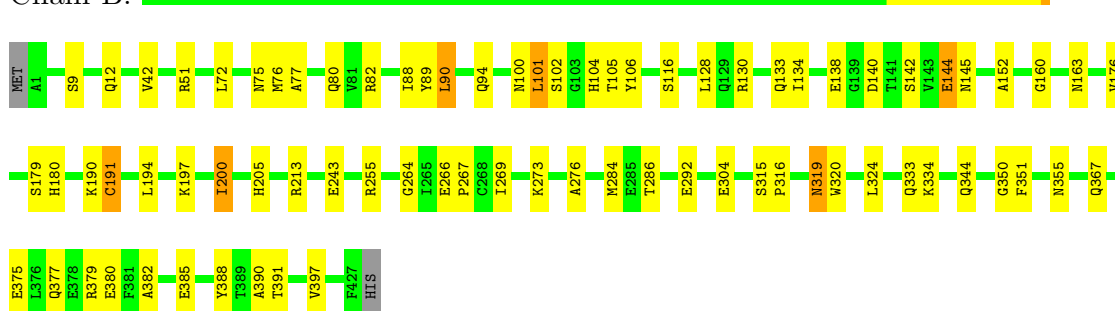 MET A1 S9 Q12 V42 R51 L72 N75 M76 A77 Q80 V81 R82 I88 Y89 L90 Q94 N100 L101 S102 G103 H104 T105 Y106 S116 L128 Q129 R130 Q133 I134 E138 G139 D140 T141 S142 V143 E144 N145 A152 G160 N163
S179 H180 K190 C191 L194 K197 I200 H205 R213 E243 R255 G264 I265 E266 P267 C268 I269 K273 A276 M284 E285 T286 E292 E304 S315 P316 N319 W320 L324 Q333 K334 Q344 G350 F351 N355 Q367
E375 L376 Q377 E378 R379 E380 F381 A382 E385 Y388 T389 A390 T391 V397 F427 HIS